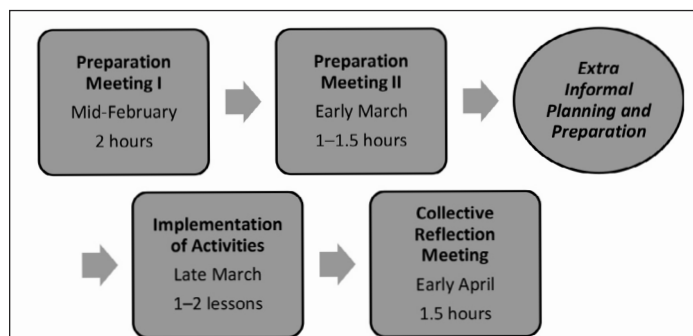 Preparation
Meeting I
Mid-February
2 hours
Preparation
Meeting II
Early March
1–1.5 hours
Extra
Informal
Planning and
Preparation
Implementation
of Activities
Late March
1–2 lessons
Collective
Reflection
Meeting
Early April
1.5 hours